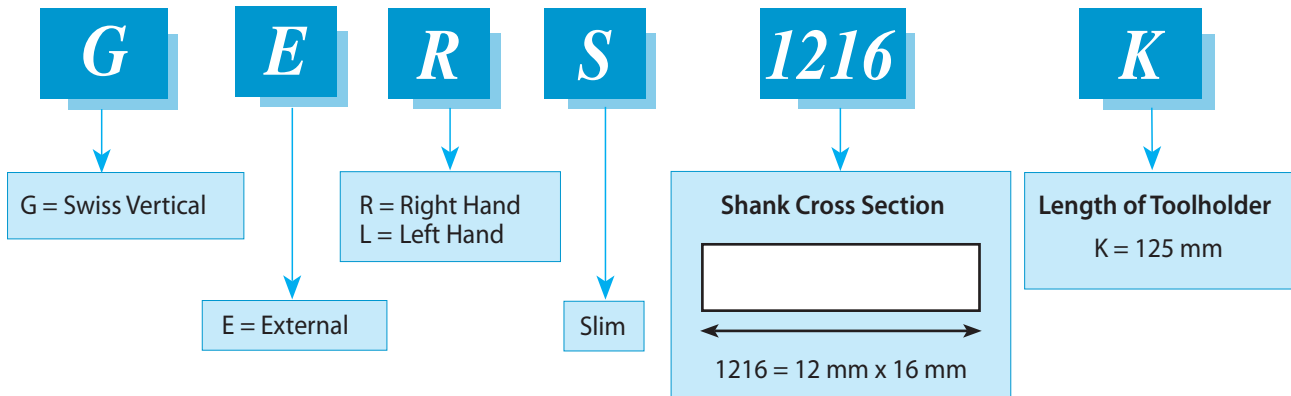 G E R S 1216 K
G = Swiss Vertical
E = External
R = Right Hand
L = Left Hand
Slim
Shank Cross Section
1216 = 12 mm x 16 mm
Length of Toolholder
K = 125 mm